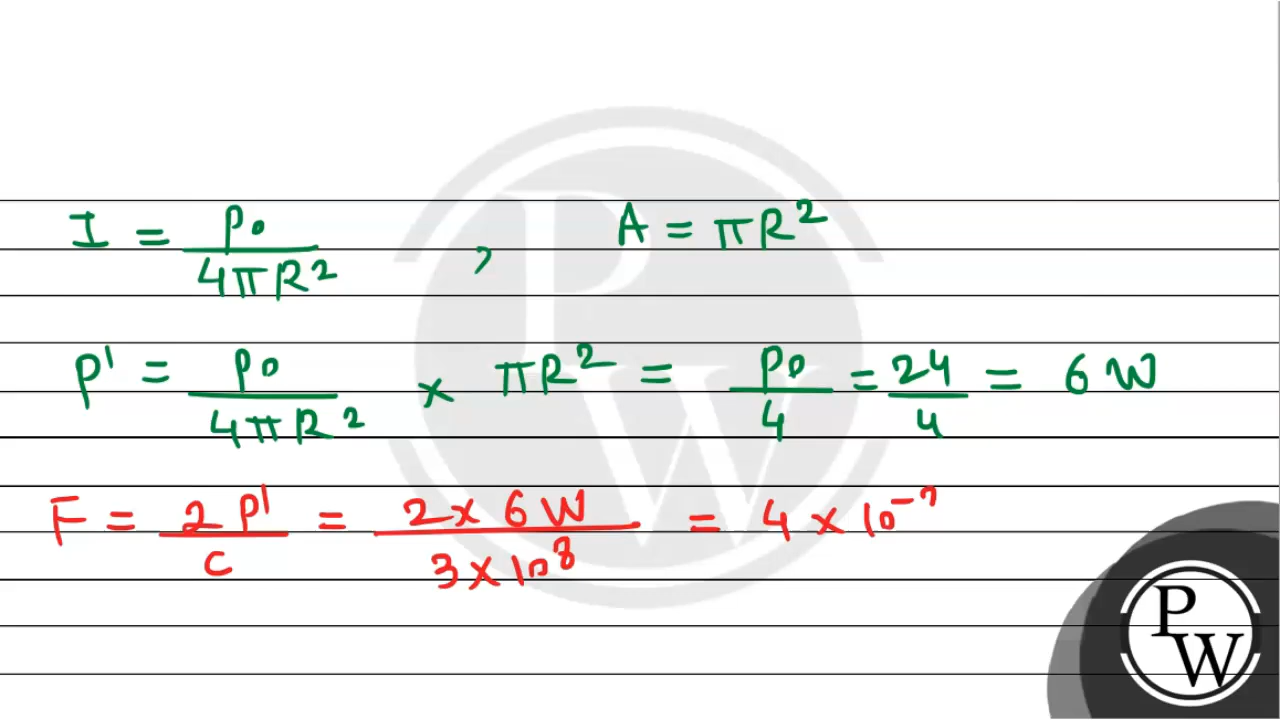 I = P₀ / 4πR² , A = πR²
P' = P₀ / 4πR² × πR² = P₀ / 4 = 24 / 4 = 6 W
F = 2P' / c = 2 × 6 W / 3 × 10⁸ = 4 × 10⁻
PW
PW